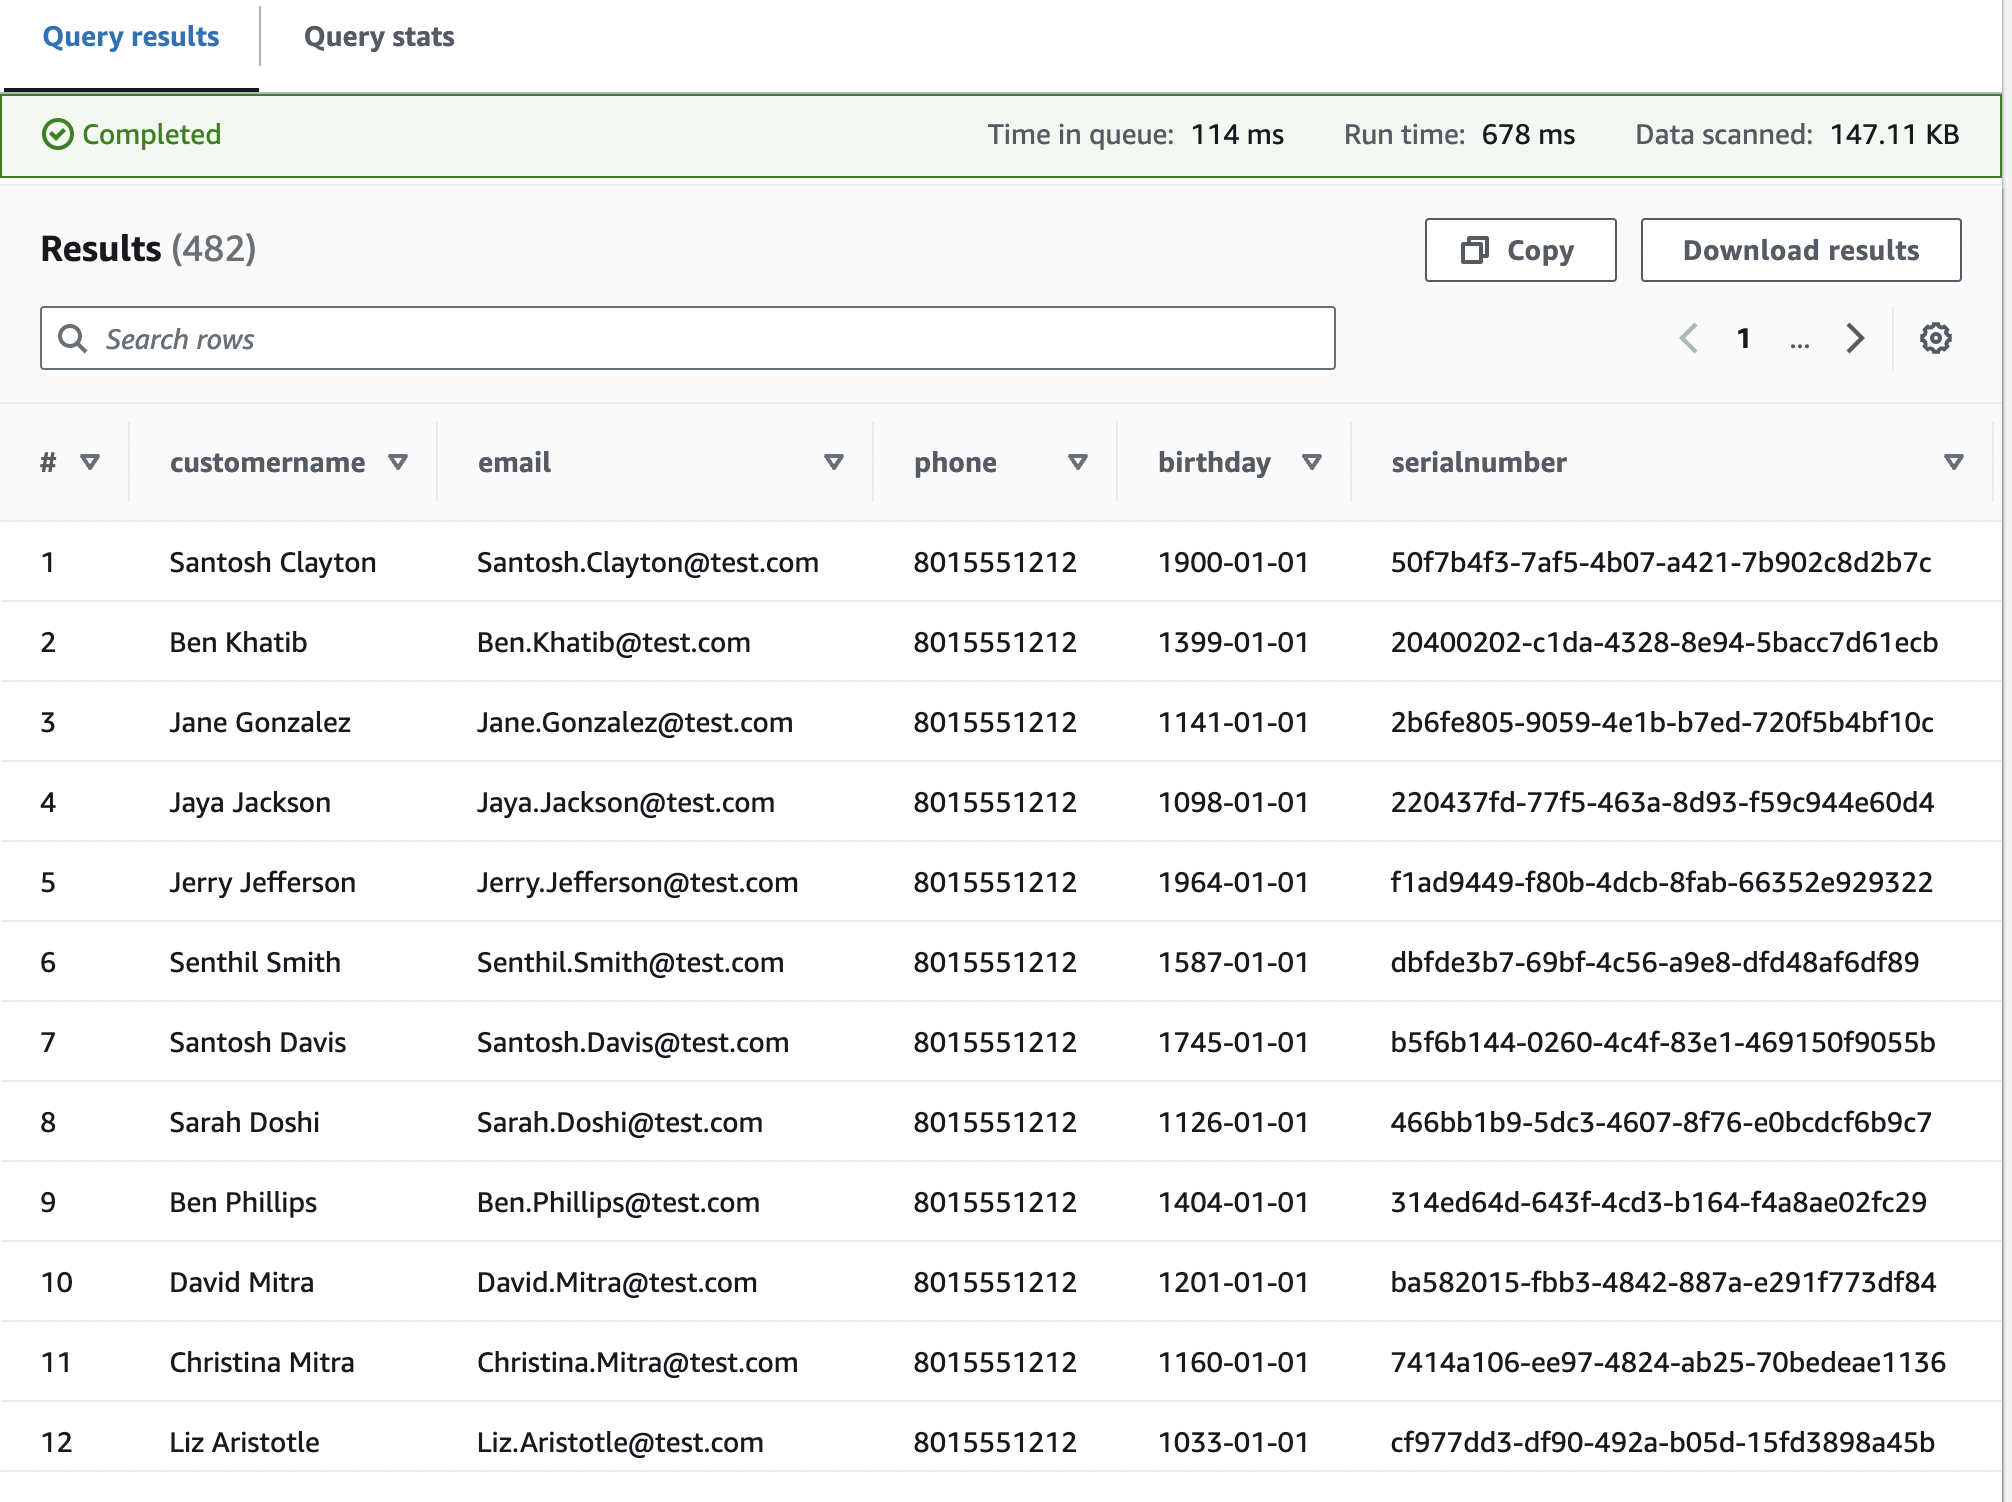 Query results Query stats
Completed Time in queue: 114 ms Run time: 678 ms Data scanned: 147.11 KB
Results (482) Copy Download results
Search rows 1 ...
# customername email phone birthday serialnumber
1 Santosh Clayton Santosh.Clayton@test.com 8015551212 1900-01-01 50f7b4f3-7af5-4b07-a421-7b902c8d2b7c
2 Ben Khatib Ben.Khatib@test.com 8015551212 1399-01-01 20400202-c1da-4328-8e94-5bacc7d61ecb
3 Jane Gonzalez Jane.Gonzalez@test.com 8015551212 1141-01-01 2b6fe805-9059-4e1b-b7ed-720f5b4bf10c
4 Jaya Jackson Jaya.Jackson@test.com 8015551212 1098-01-01 220437fd-77f5-463a-8d93-f59c944e60d4
5 Jerry Jefferson Jerry.Jefferson@test.com 8015551212 1964-01-01 f1ad9449-f80b-4dcb-8fab-66352e929322
6 Senthil Smith Senthil.Smith@test.com 8015551212 1587-01-01 dbfde3b7-69bf-4c56-a9e8-dfd48af6df89
7 Santosh Davis Santosh.Davis@test.com 8015551212 1745-01-01 b5f6b144-0260-4c4f-83e1-469150f9055b
8 Sarah Doshi Sarah.Doshi@test.com 8015551212 1126-01-01 466bb1b9-5dc3-4607-8f76-e0bcdcf6b9c7
9 Ben Phillips Ben.Phillips@test.com 8015551212 1404-01-01 314ed64d-643f-4cd3-b164-f4a8ae02fc29
10 David Mitra David.Mitra@test.com 8015551212 1201-01-01 ba582015-fbb3-4842-887a-e291f773df84
11 Christina Mitra Christina.Mitra@test.com 8015551212 1160-01-01 7414a106-ee97-4824-ab25-70bedeae1136
12 Liz Aristotle Liz.Aristotle@test.com 8015551212 1033-01-01 cf977dd3-df90-492a-b05d-15fd3898a45b